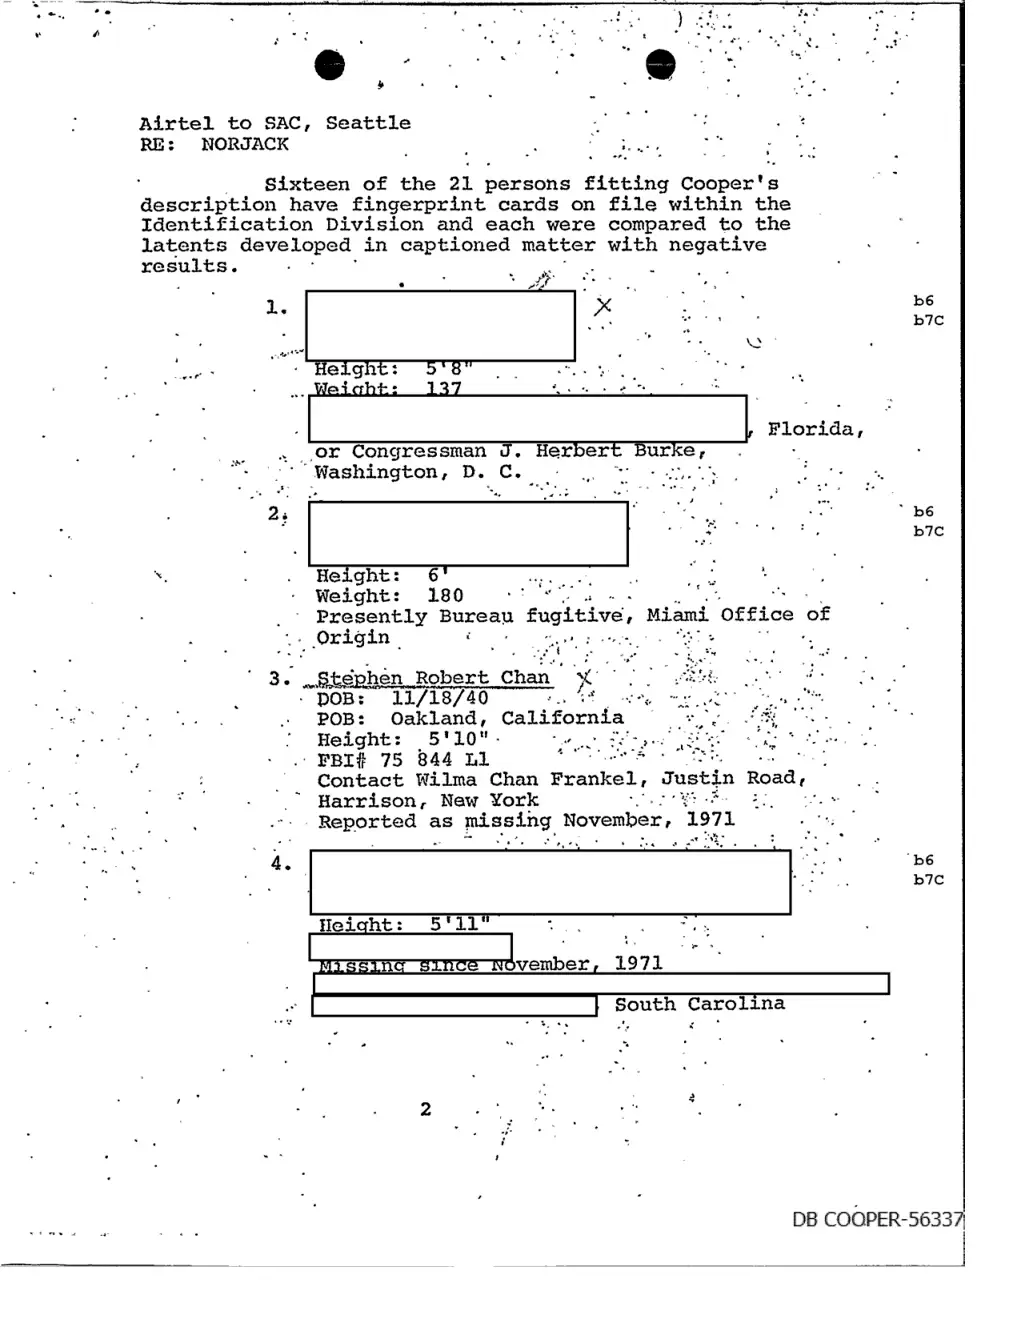 Airtel to SAC, Seattle
RE: NORJACK
Sixteen of the 21 persons fitting Cooper's
description have fingerprint cards on file within the
Identification Division and each were compared to the
latents developed in captioned matter with negative
results.
1. X
b6
b7C
Height: 5'8"
Weight: 137
, Florida,
or Congressman J. Herbert Burke,
Washington, D. C.
2.
b6
b7C
Height: 6'
Weight: 180
Presently Bureau fugitive, Miami Office of
Origin
3. Stephen Robert Chan X
DOB: 11/18/40
POB: Oakland, California
Height: 5'10"
FBI# 75 844 L1
Contact Wilma Chan Frankel, Justin Road,
Harrison, New York
Reported as missing November, 1971
4.
b6
b7C
Height: 5'11"
Missing since November, 1971
South Carolina
2
DB COOPER-56337